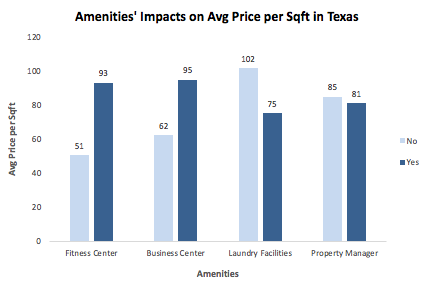 Amenities' Impacts on Avg Price per Sqft in Texas
120
100
80
60
40
20
0
Avg Price per Sqft
51
93
62
95
102
75
85
81
Fitness Center
Business Center
Laundry Facilities
Property Manager
Amenities
No
Yes